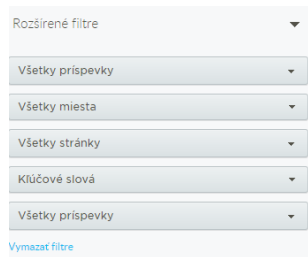 Rozšírené filtre
Všetky príspevky
Všetky miesta
Všetky stránky
Kľúčové slová
Všetky príspevky
Vymazať filtre